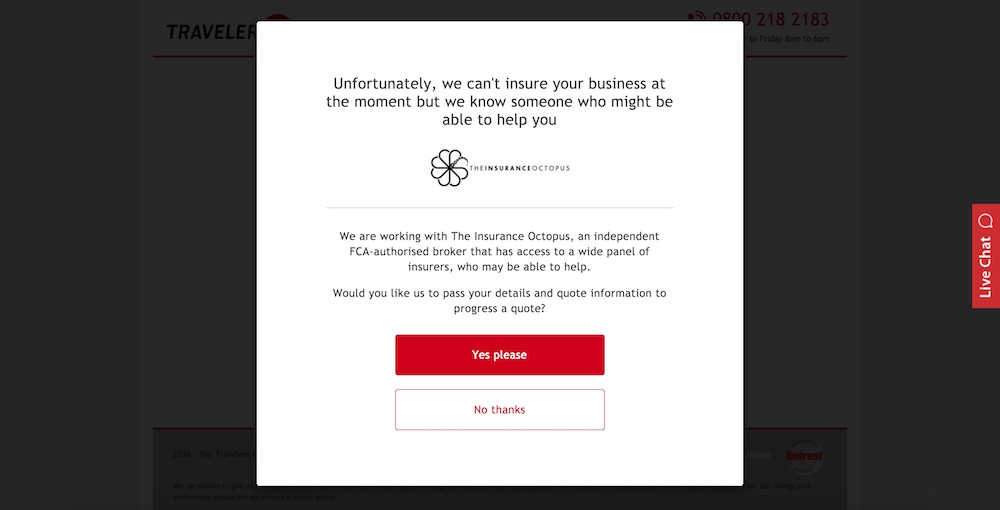 TRAVELER
0800 218 2183
to Friday 8am to 6pm
Unfortunately, we can't insure your business at
the moment but we know someone who might be
able to help you
THEINSURANCEOCTOPUS
We are working with The Insurance Octopus, an independent
FCA-authorised broker that has access to a wide panel of
insurers, who may be able to help.
Would you like us to pass your details and quote information to
progress a quote?
Yes please
No thanks
Live Chat
2016 - The Travelers
Entrust
We use cookies to give yo
can change your
preferences, please see our privacy & cookie policy